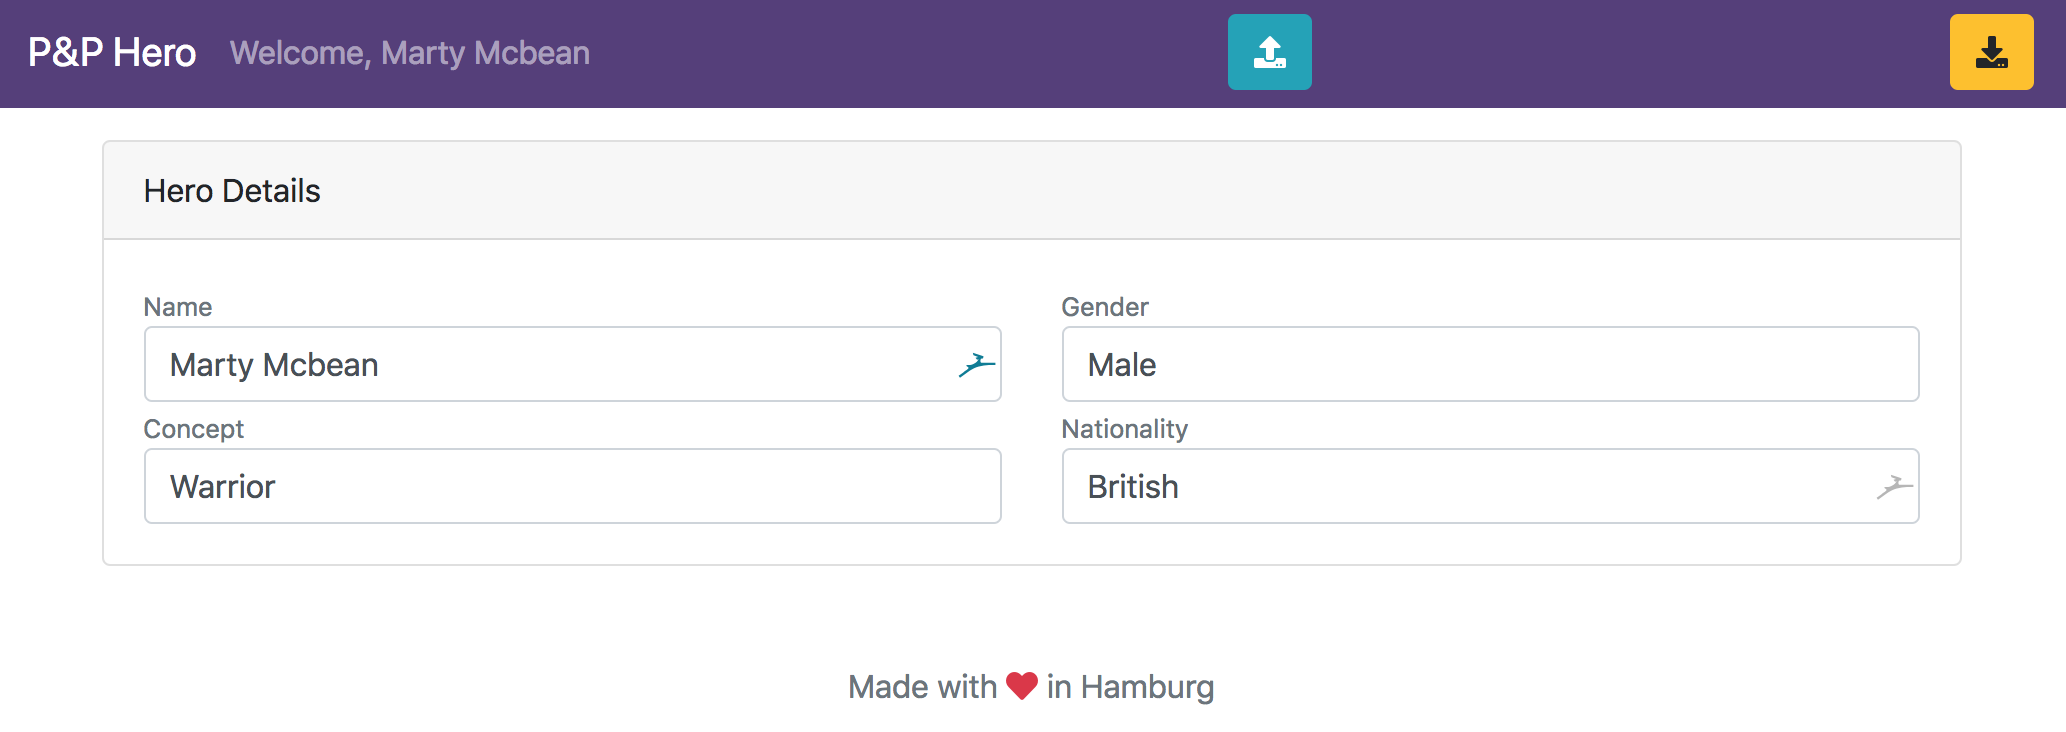 P&P Hero Welcome, Marty Mcbean
Hero Details
Name
Marty Mcbean
Gender
Male
Concept
Warrior
Nationality
British
Made with ❤ in Hamburg